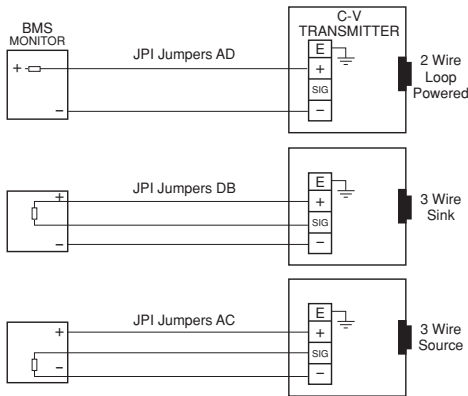 BMS
MONITOR
C-V
TRANSMITTER
JPI Jumpers AD
+
−
E
+
SIG
−
2 Wire
Loop
Powered
JPI Jumpers DB
+
−
E
+
SIG
−
3 Wire
Sink
JPI Jumpers AC
+
−
E
+
SIG
−
3 Wire
Source